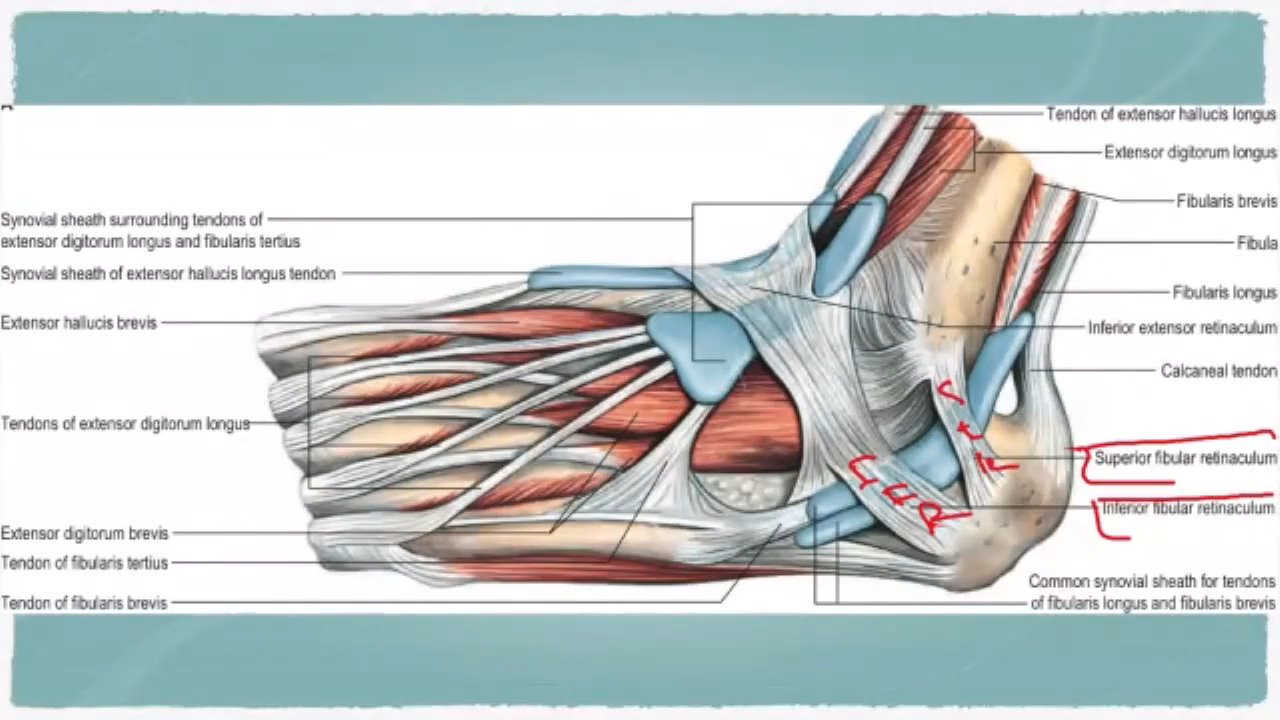 Tendon of extensor hallucis longus
Extensor digitorum longus
Fibularis brevis
Fibula
Fibularis longus
Inferior extensor retinaculum
Calcaneal tendon
Superior fibular retinaculum
Inferior fibular retinaculum
Common synovial sheath for tendons
of fibularis longus and fibularis brevis
Synovial sheath surrounding tendons of
extensor digitorum longus and fibularis tertius
Synovial sheath of extensor hallucis longus tendon
Extensor hallucis brevis
Tendons of extensor digitorum longus
Extensor digitorum brevis
Tendon of fibularis tertius
Tendon of fibularis brevis